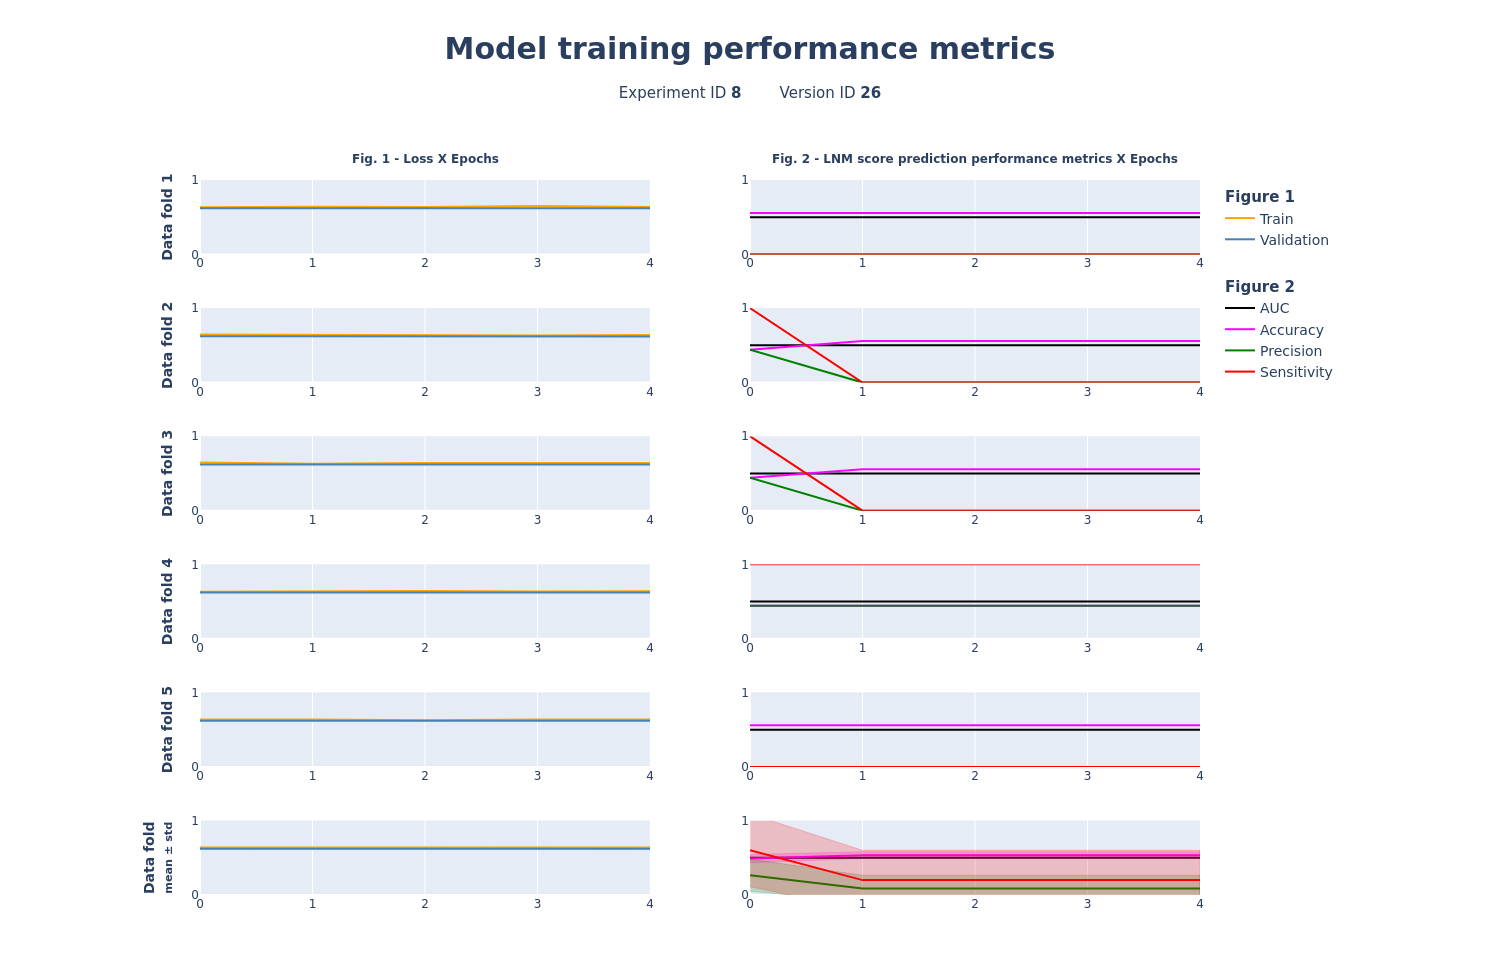 Model training performance metrics
Experiment ID 8 Version ID 26
Fig. 1 - Loss X Epochs
Fig. 2 - LNM score prediction performance metrics X Epochs
Data fold 1
1
0
0 1 2 3 4
1
0
0 1 2 3 4
Data fold 2
1
0
0 1 2 3 4
1
0
0 1 2 3 4
Data fold 3
1
0
0 1 2 3 4
1
0
0 1 2 3 4
Data fold 4
1
0
0 1 2 3 4
1
0
0 1 2 3 4
Data fold 5
1
0
0 1 2 3 4
1
0
0 1 2 3 4
Data fold
mean ± std
1
0
0 1 2 3 4
1
0
0 1 2 3 4
Figure 1
Train
Validation
Figure 2
AUC
Accuracy
Precision
Sensitivity